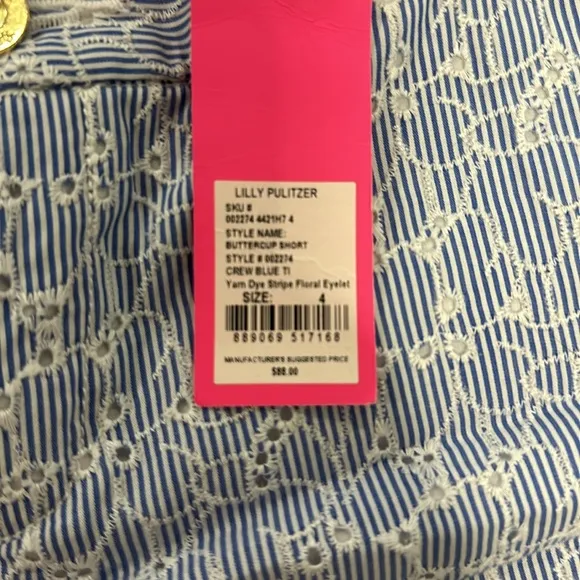 LILLY PULITZER
SKU #
002274 4421H7 4
STYLE NAME:
BUTTERCUP SHORT
STYLE # 002274
CREW BLUE TI
Yarn Dye Stripe Floral Eyelet
SIZE: 4
889069 517168
MANUFACTURER'S SUGGESTED PRICE
$88.00